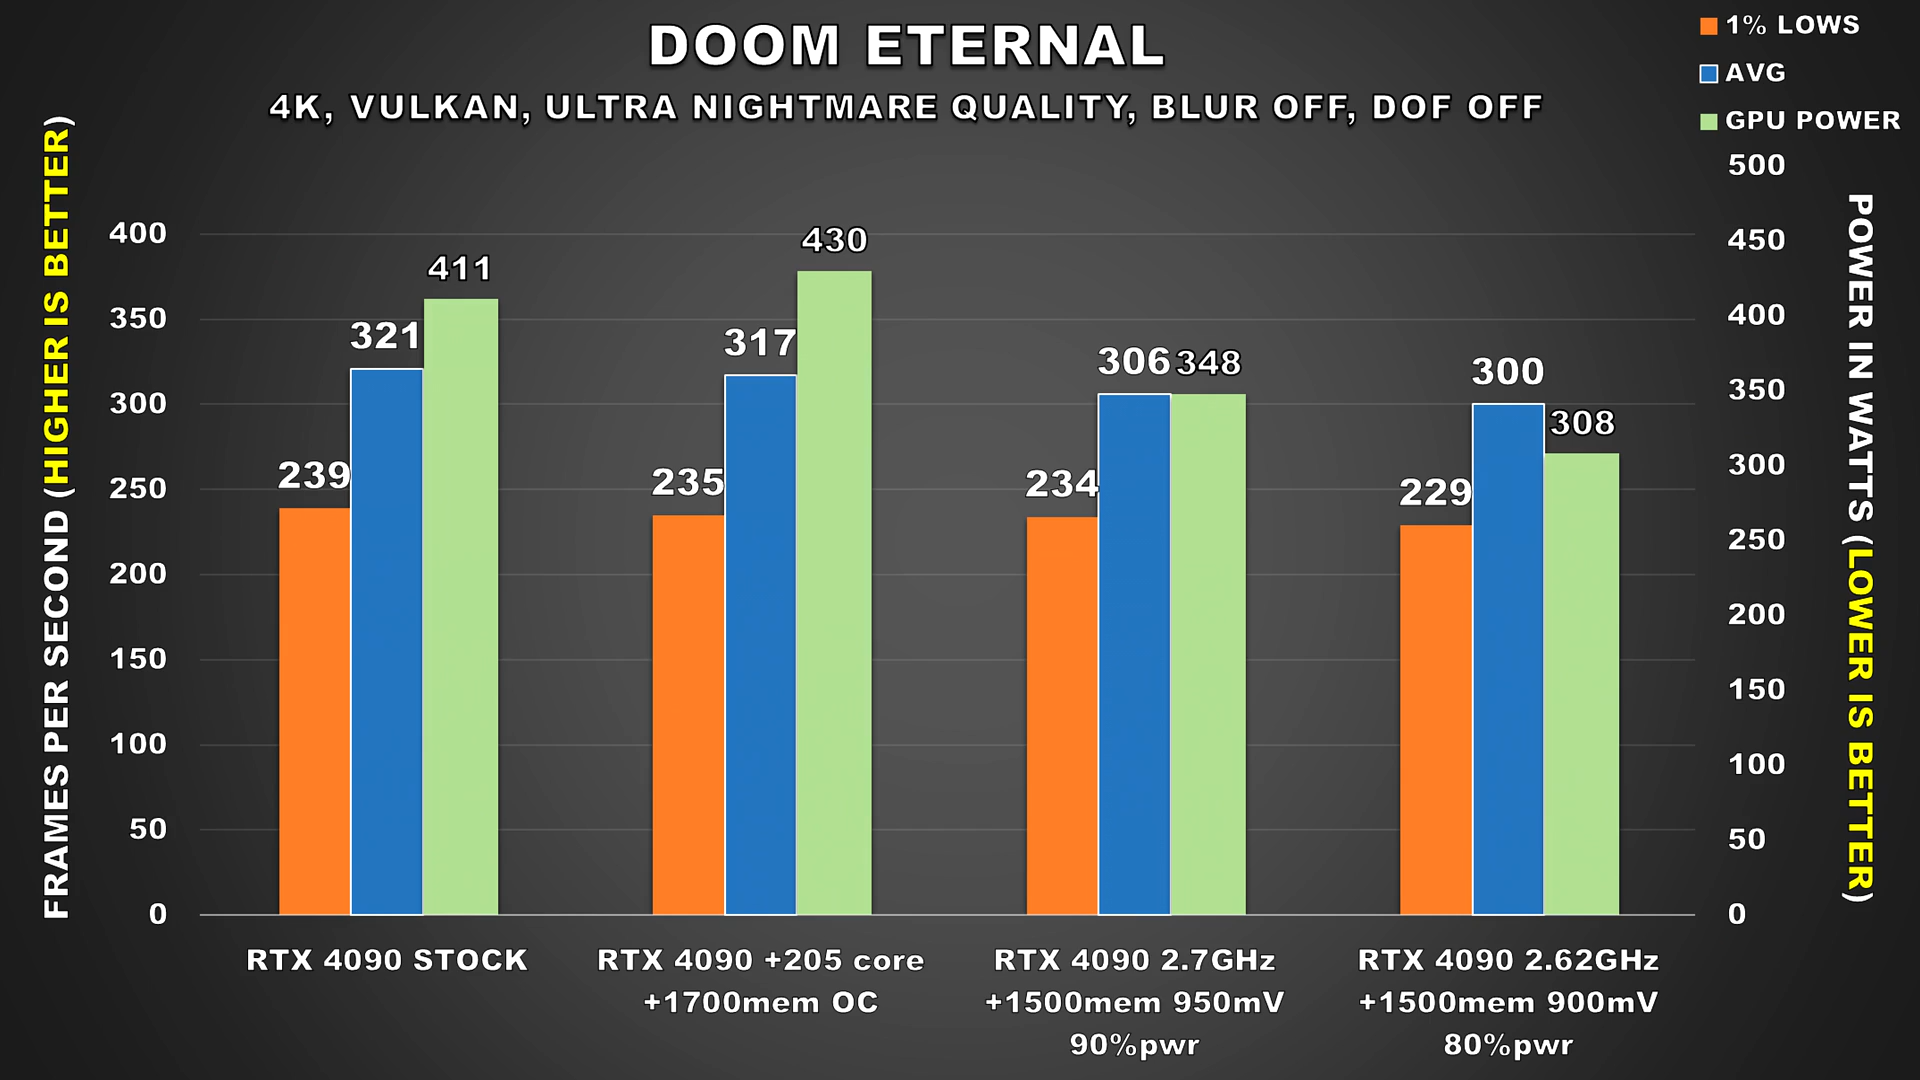 DOOM ETERNAL
4K, VULKAN, ULTRA NIGHTMARE QUALITY, BLUR OFF, DOF OFF
1% LOWS
AVG
GPU POWER
FRAMES PER SECOND (HIGHER IS BETTER)
400
350
300
250
200
150
100
50
0
239
321
411
235
317
430
234
306
348
229
300
308
500
450
400
350
300
250
200
150
100
50
0
POWER IN WATTS (LOWER IS BETTER)
RTX 4090 STOCK
RTX 4090 +205 core
+1700mem OC
RTX 4090 2.7GHz
+1500mem 950mV
90%pwr
RTX 4090 2.62GHz
+1500mem 900mV
80%pwr